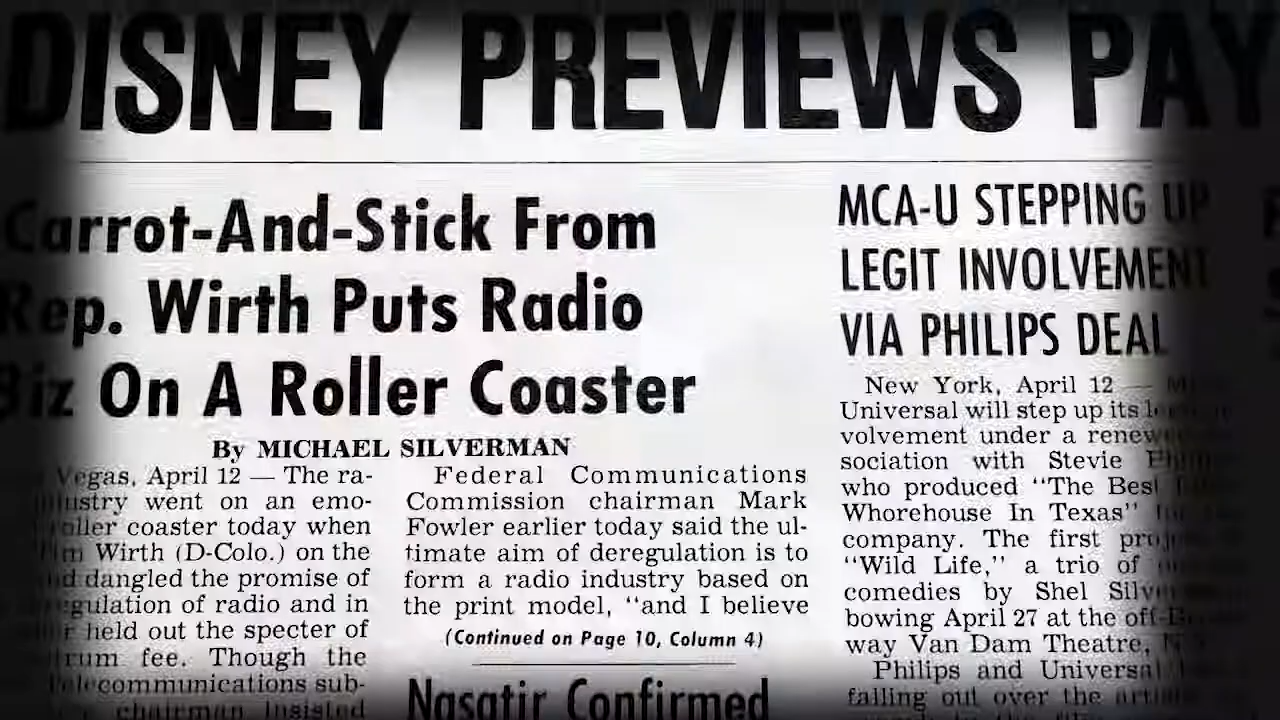 DISNEY PREVIEWS PAY
Carrot-And-Stick From
Rep. Wirth Puts Radio
Biz On A Roller Coaster
By MICHAEL SILVERMAN
Vegas, April 12 — The ra-
went on an emo-
roller coaster today when
Wirth (D-Colo.) on the
dangled the promise of
of radio and in
held out the specter of
fee. Though the
Telecommunications sub-
chairman insisted
Federal Communications
Commission chairman Mark
Fowler earlier today said the ul-
timate aim of deregulation is to
form a radio industry based on
the print model, “and I believe
(Continued on Page 10, Column 4)
Nasatir Confirmed
MCA-U STEPPING UP
LEGIT INVOLVEMENT
VIA PHILIPS DEAL
New York, April 12 —
Universal will step up its
volvement under a
sociation with Stevie
who produced “The Best
Whorehouse In Texas”
company. The first
“Wild Life,” a trio of
comedies by Shel
bowing April 27 at the
way Van Dam Theatre,
Philips and Universal
falling out over the